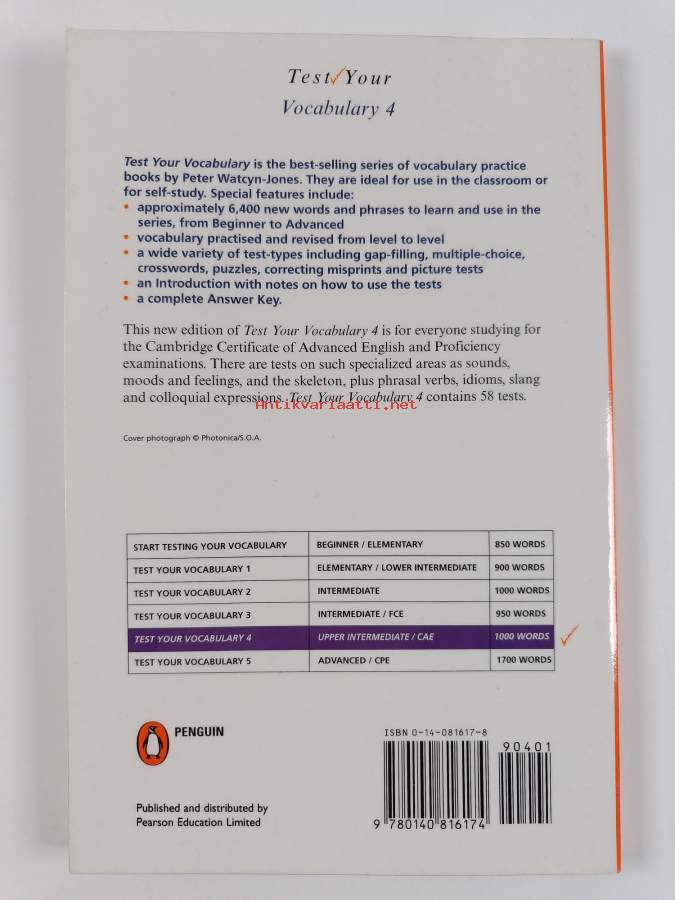 Test✓Your
Vocabulary 4
Test Your Vocabulary is the best-selling series of vocabulary practice
books by Peter Watcyn-Jones. They are ideal for use in the classroom or
for self-study. Special features include:
• approximately 6,400 new words and phrases to learn and use in the
series, from Beginner to Advanced
• vocabulary practised and revised from level to level
• a wide variety of test-types including gap-filling, multiple-choice,
crosswords, puzzles, correcting misprints and picture tests
• an Introduction with notes on how to use the tests
• a complete Answer Key.
This new edition of Test Your Vocabulary 4 is for everyone studying for
the Cambridge Certificate of Advanced English and Proficiency
examinations. There are tests on such specialized areas as sounds,
moods and feelings, and the skeleton, plus phrasal verbs, idioms, slang
and colloquial expressions. Test Your Vocabulary 4 contains 58 tests.
Antikvariaatti.net
Cover photograph © Photonica/S.O.A.
START TESTING YOUR VOCABULARY BEGINNER / ELEMENTARY 850 WORDS
TEST YOUR VOCABULARY 1 ELEMENTARY / LOWER INTERMEDIATE 900 WORDS
TEST YOUR VOCABULARY 2 INTERMEDIATE 1000 WORDS
TEST YOUR VOCABULARY 3 INTERMEDIATE / FCE 950 WORDS
TEST YOUR VOCABULARY 4 UPPER INTERMEDIATE / CAE 1000 WORDS ✓
TEST YOUR VOCABULARY 5 ADVANCED / CPE 1700 WORDS
PENGUIN
Published and distributed by
Pearson Education Limited
ISBN 0-14-081617-8
90401
9 780140 816174